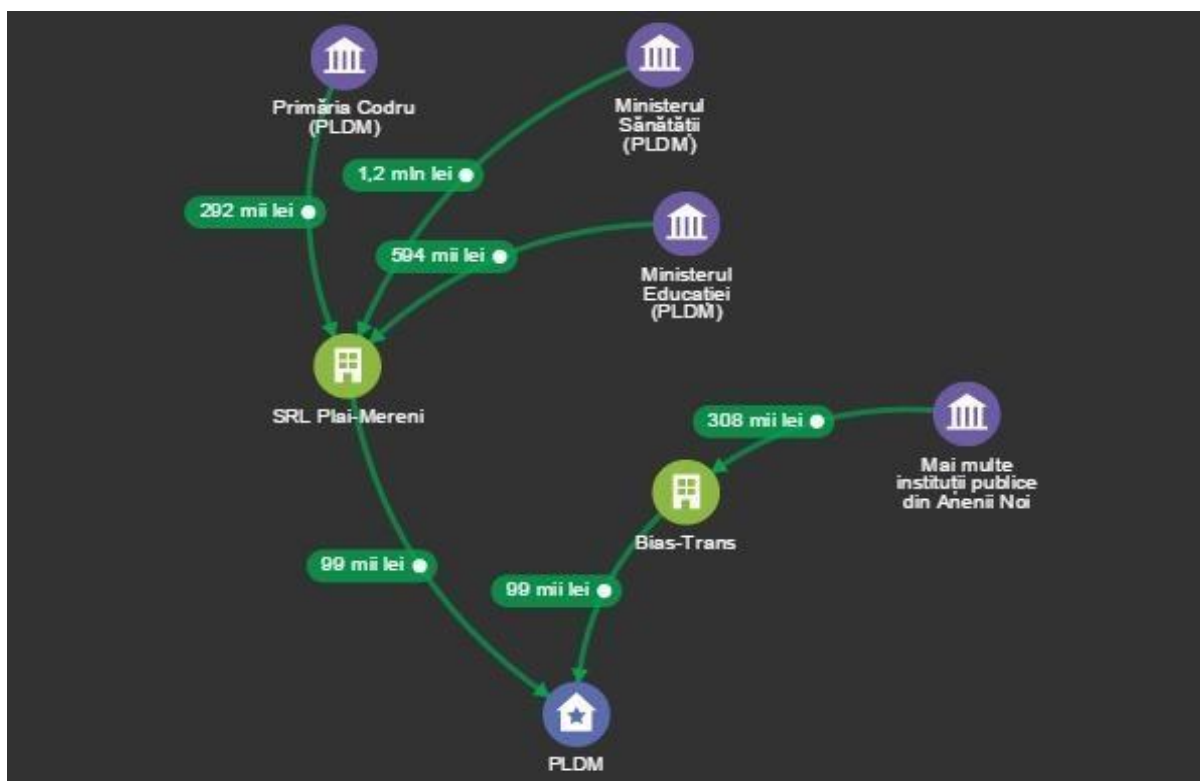 Primăria Codru
(PLDM)
Ministerul
Sănătății
(PLDM)
1,2 mln lei
292 mii lei
594 mii lei
Ministerul
Educației
(PLDM)
SRL Plai-Mereni
308 mii lei
Mai multe
instituții publice
din Anenii Noi
Bias-Trans
99 mii lei
99 mii lei
PLDM